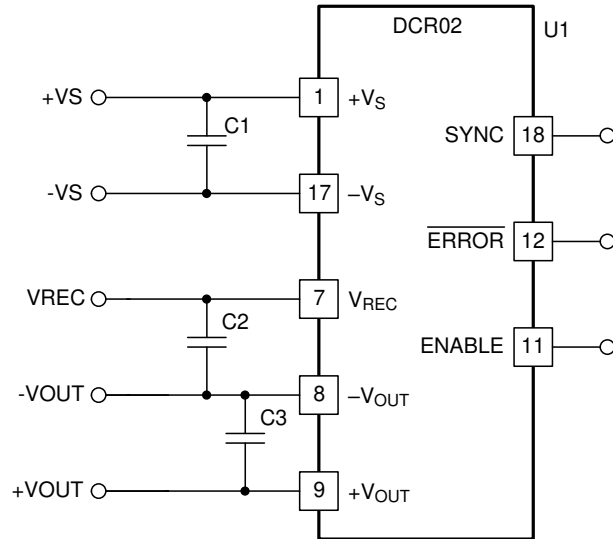 DCR02
U1
+VS
1
+VS
C1
SYNC
18
-VS
17
–VS
ERROR
12
VREC
7
VREC
C2
ENABLE
11
-VOUT
8
–VOUT
C3
+VOUT
9
+VOUT